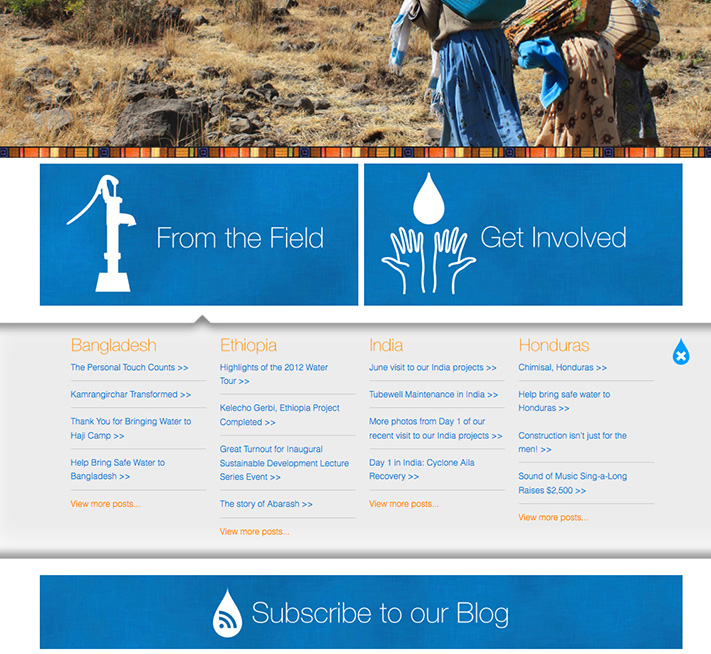 From the Field
Get Involved
Bangladesh
The Personal Touch Counts >>
Kamrangirchar Transformed >>
Thank You for Bringing Water to
Haji Camp >>
Help Bring Safe Water to
Bangladesh >>
View more posts...
Ethiopia
Highlights of the 2012 Water
Tour >>
Kelecho Gerbi, Ethiopia Project
Completed >>
Great Turnout for Inaugural
Sustainable Development Lecture
Series Event >>
The story of Abarash >>
View more posts...
India
June visit to our India projects >>
Tubewell Maintenance in India >>
More photos from Day 1 of our
recent visit to our India projects >>
Day 1 in India: Cyclone Aila
Recovery >>
View more posts...
Honduras
Chimisal, Honduras >>
Help bring safe water to
Honduras >>
Construction isn't just for the
men! >>
Sound of Music Sing-a-Long
Raises $2,500 >>
View more posts...
Subscribe to our Blog